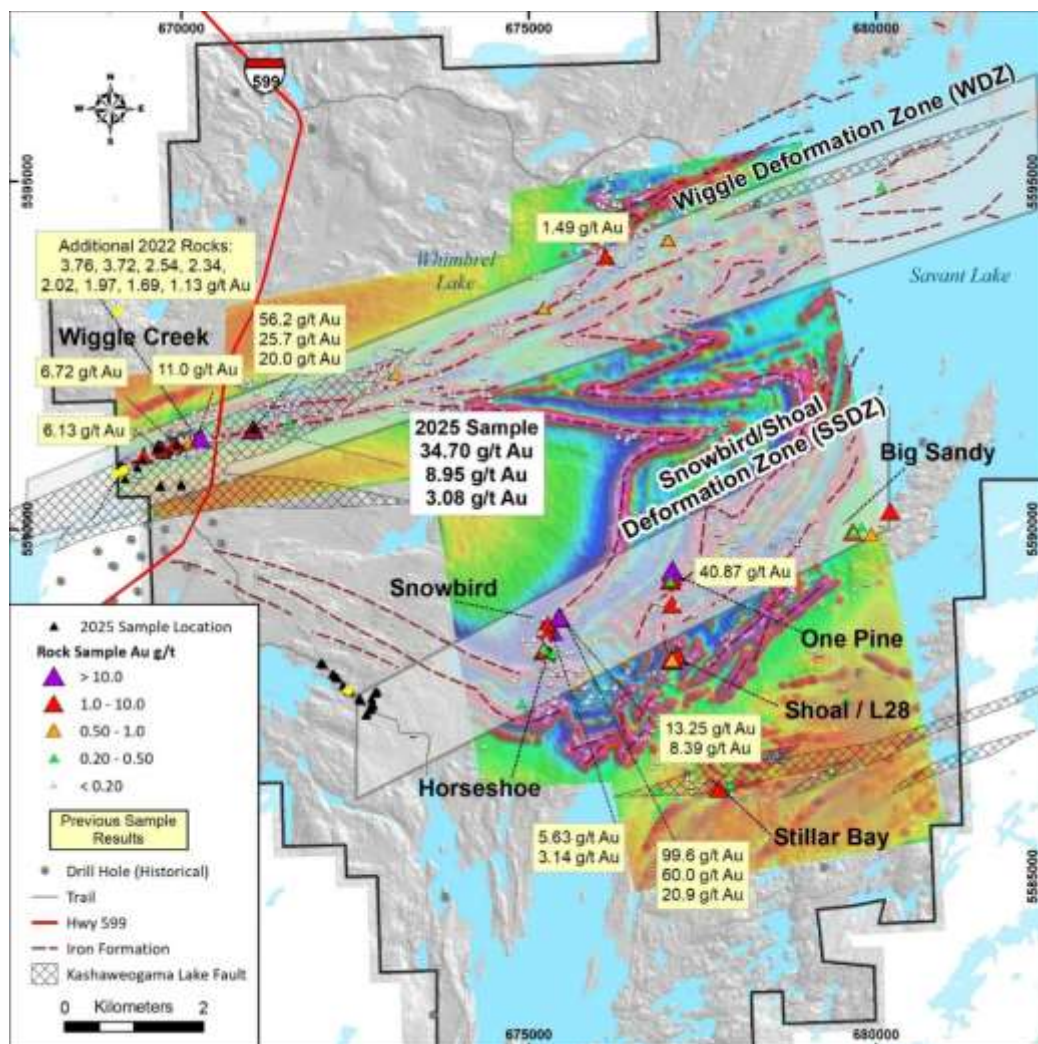 670000
675000
680000
599
N
W
E
S
5595000
5595000
Wiggle Deformation Zone (WDZ)
1.49 g/t Au
Additional 2022 Rocks:
3.76, 3.72, 2.54, 2.34,
2.02, 1.97, 1.69, 1.13 g/t Au
Whimbrel
Lake
Savant Lake
Wiggle Creek
56.2 g/t Au
25.7 g/t Au
20.0 g/t Au
6.72 g/t Au
11.0 g/t Au
6.13 g/t Au
2025 Sample
34.70 g/t Au
8.95 g/t Au
3.08 g/t Au
Snowbird/Shoal
Deformation Zone (SSDZ)
Big Sandy
5590000
5590000
Snowbird
40.87 g/t Au
One Pine
Shoal / L28
13.25 g/t Au
8.39 g/t Au
Horseshoe
Stillar Bay
5.63 g/t Au
3.14 g/t Au
99.6 g/t Au
60.0 g/t Au
20.9 g/t Au
5585000
2025 Sample Location
Rock Sample Au g/t
> 10.0
1.0 - 10.0
0.50 - 1.0
0.20 - 0.50
< 0.20
Previous Sample
Results
Drill Hole (Historical)
Trail
Hwy 599
Iron Formation
Kashaweogama Lake Fault
0 Kilometers 2
675000
680000